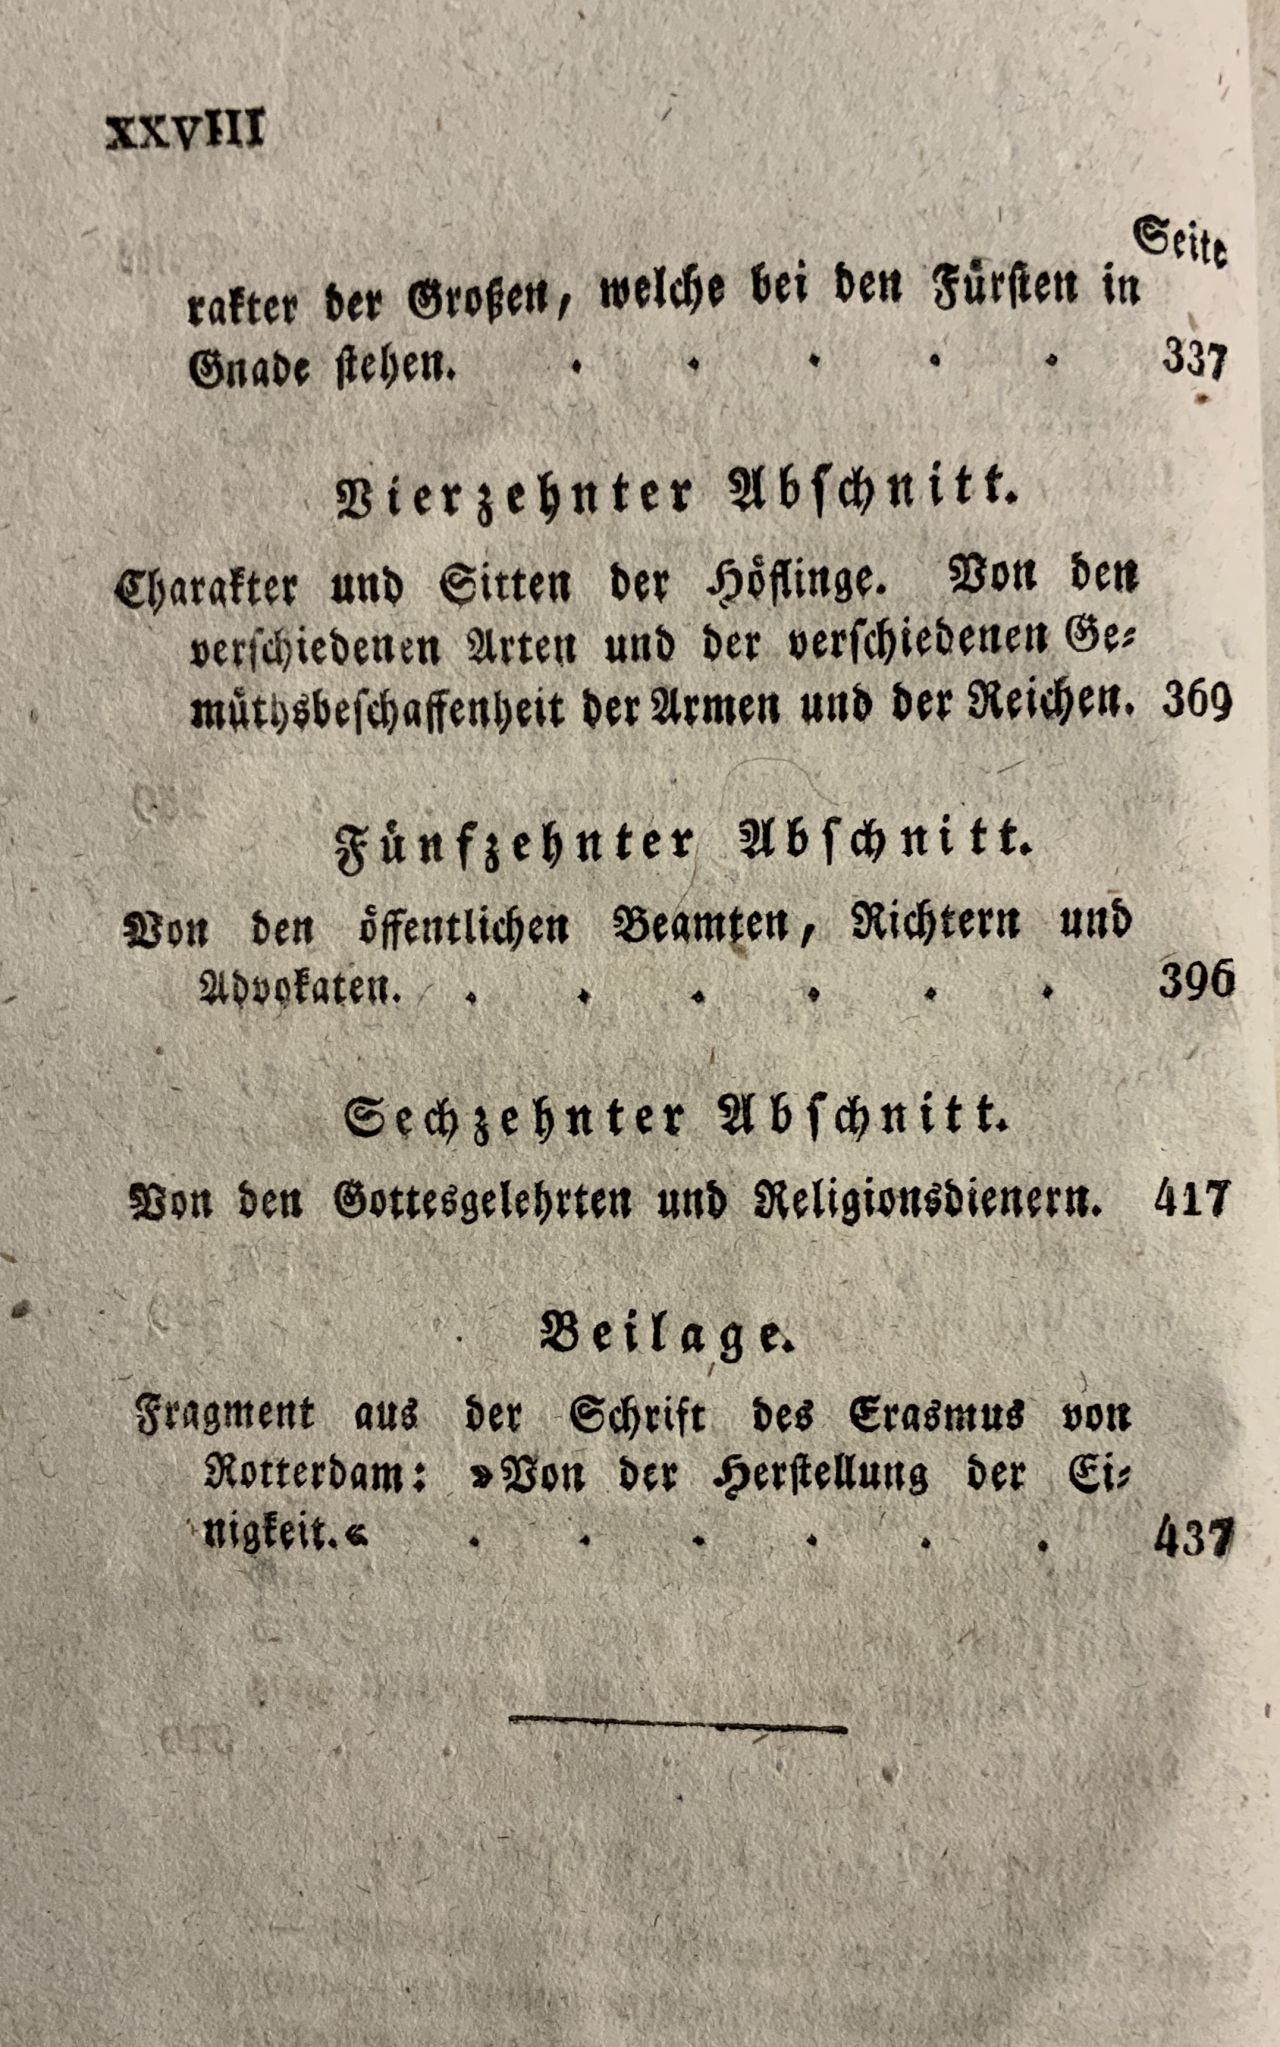 XXVIII
Seite
rakter der Großen, welche bei den Fürsten in
Gnade stehen. . . . . . 337
Vierzehnter Abschnitt.
Charakter und Sitten der Höflinge. Von den
verschiedenen Arten und der verschiedenen Ge-
müthsbeschaffenheit der Armen und der Reichen. 369
Fünfzehnter Abschnitt.
Von den öffentlichen Beamten, Richtern und
Advokaten. . . . . . . 396
Sechzehnter Abschnitt.
Von den Gottesgelehrten und Religionsdienern. 417
Beilage.
Fragment aus der Schrift des Erasmus von
Rotterdam: »Von der Herstellung der Ei-
nigkeit.« . . . . . . 437